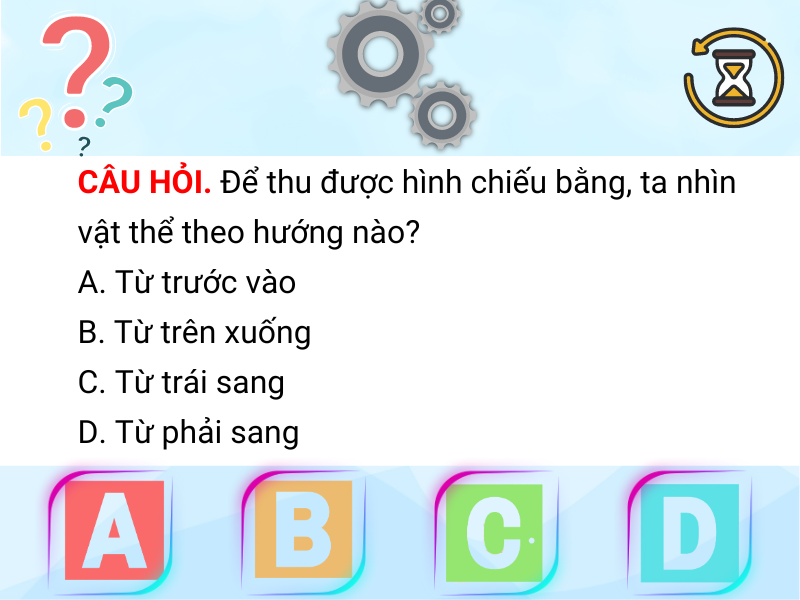 ? ? ? ?
CÂU HỎI. Để thu được hình chiếu bằng, ta nhìn
vật thể theo hướng nào?
A. Từ trước vào
B. Từ trên xuống
C. Từ trái sang
D. Từ phải sang
A B C D